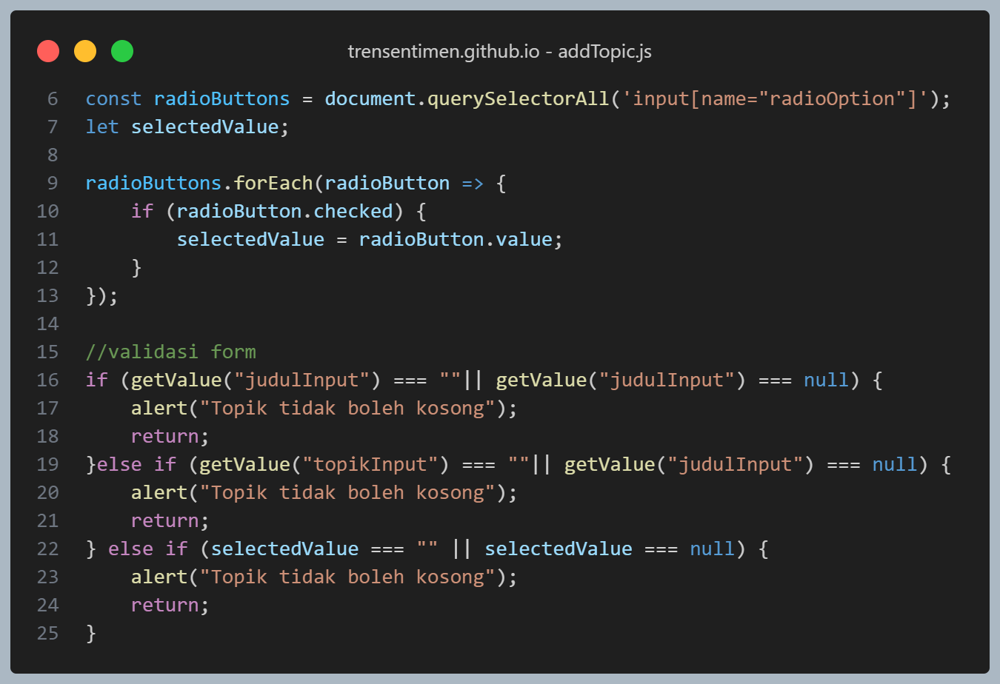 trensentimen.github.io - addTopic.js
6 const radioButtons = document.querySelectorAll('input[name="radioOption"]');
7 let selectedValue;
8
9 radioButtons.forEach(radioButton => {
10     if (radioButton.checked) {
11         selectedValue = radioButton.value;
12     }
13 });
14
15 //validasi form
16 if (getValue("judulInput") === ""|| getValue("judulInput") === null) {
17     alert("Topik tidak boleh kosong");
18     return;
19 }else if (getValue("topikInput") === ""|| getValue("judulInput") === null) {
20     alert("Topik tidak boleh kosong");
21     return;
22 } else if (selectedValue === "" || selectedValue === null) {
23     alert("Topik tidak boleh kosong");
24     return;
25 }